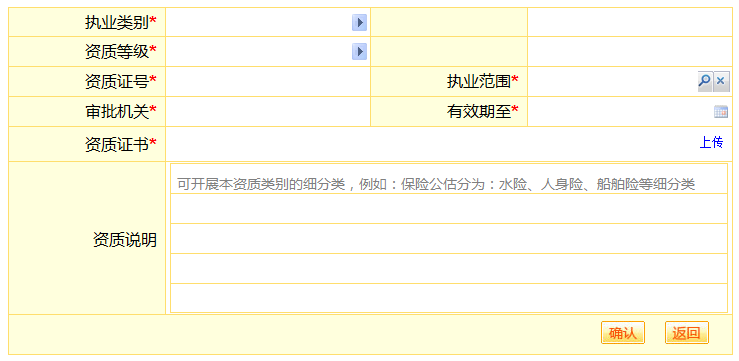 执业类别*
资质等级*
资质证号* 执业范围*
审批机关* 有效期至*
资质证书* 上传
可开展本资质类别的细分类，例如：保险公估分为：水险、人身险、船舶险等细分类
资质说明
确认 返回